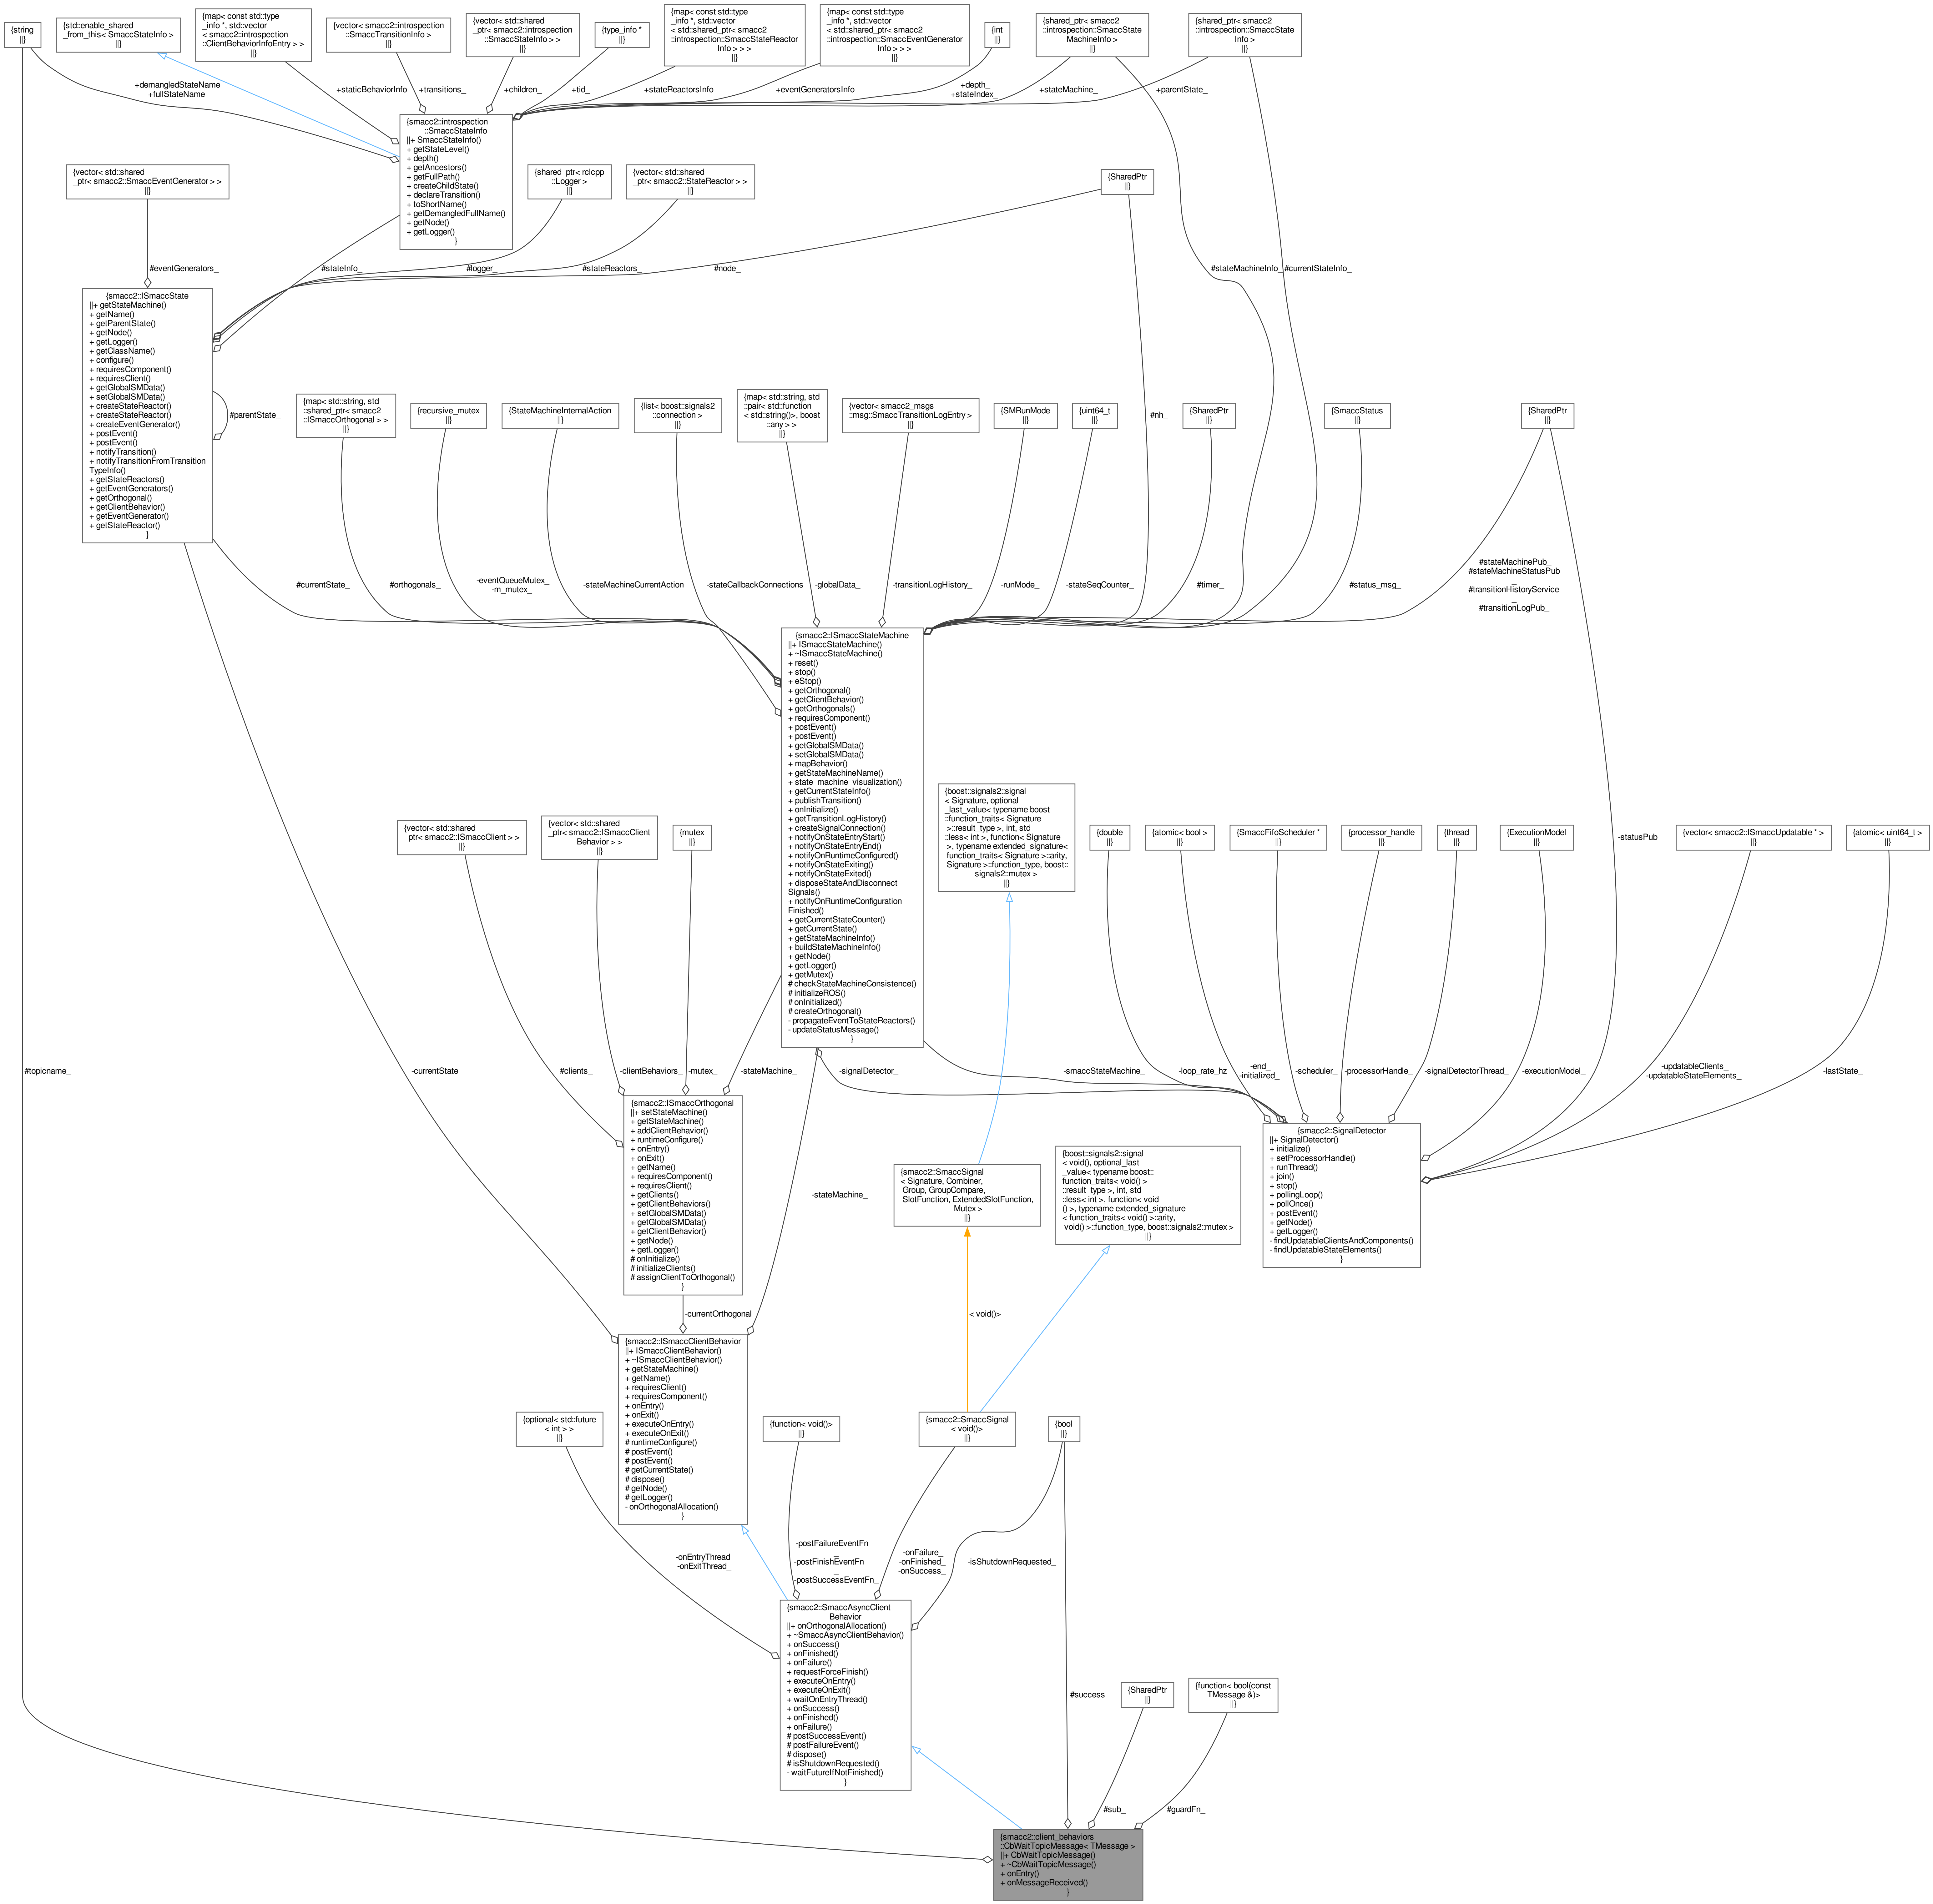 {string
||}
{std::enable_shared
_from_this< SmaccStateInfo >
||}
{map< const std::type
_info *, std::vector
< smacc2::introspection
::ClientBehaviorInfoEntry > >
||}
{vector< smacc2::introspection
::SmaccTransitionInfo >
||}
{vector< std::shared
_ptr< smacc2::introspection
::SmaccStateInfo > >
||}
{type_info *
||}
{map< const std::type
_info *, std::vector
< std::shared_ptr< smacc2
::introspection::SmaccStateReactor
Info > > >
||}
{map< const std::type
_info *, std::vector
< std::shared_ptr< smacc2
::introspection::SmaccEventGenerator
Info > > >
||}
{int
||}
{shared_ptr< smacc2
::introspection::SmaccState
MachineInfo >
||}
{shared_ptr< smacc2
::introspection::SmaccState
Info >
||}
+demangledStateName
+fullStateName
+staticBehaviorInfo
+transitions_
+children_
+tid_
+stateReactorsInfo
+eventGeneratorsInfo
+depth_
+stateIndex_
+stateMachine_
+parentState_
{smacc2::introspection
::SmaccStateInfo
||+ SmaccStateInfo()
+ getStateLevel()
+ depth()
+ getAncestors()
+ getFullPath()
+ createChildState()
+ declareTransition()
+ toShortName()
+ getDemangledFullName()
+ getNode()
+ getLogger()
}
{vector< std::shared
_ptr< smacc2::SmaccEventGenerator > >
||}
{shared_ptr< rclcpp
::Logger >
||}
{vector< std::shared
_ptr< smacc2::StateReactor > >
||}
{SharedPtr
||}
#eventGenerators_
#stateInfo_
#logger_
#stateReactors_
#node_
#stateMachineInfo_
#currentStateInfo_
{smacc2::ISmaccState
||+ getStateMachine()
+ getName()
+ getParentState()
+ getNode()
+ getLogger()
+ getClassName()
+ configure()
+ requiresComponent()
+ requiresClient()
+ getGlobalSMData()
+ setGlobalSMData()
+ createStateReactor()
+ createStateReactor()
+ createEventGenerator()
+ postEvent()
+ postEvent()
+ notifyTransition()
+ notifyTransitionFromTransition
TypeInfo()
+ getStateReactors()
+ getEventGenerators()
+ getOrthogonal()
+ getClientBehavior()
+ getEventGenerator()
+ getStateReactor()
}
#parentState_
{map< std::string, std
::shared_ptr< smacc2
::ISmaccOrthogonal > >
||}
{recursive_mutex
||}
{StateMachineInternalAction
||}
{list< boost::signals2
::connection >
||}
{map< std::string, std
::pair< std::function
< std::string()>, boost
::any > >
||}
{vector< smacc2_msgs
::msg::SmaccTransitionLogEntry >
||}
{SMRunMode
||}
{uint64_t
||}
#nh_
{SharedPtr
||}
{SmaccStatus
||}
{SharedPtr
||}
#currentState_
#orthogonals_
-eventQueueMutex_
-m_mutex_
-stateMachineCurrentAction
-stateCallbackConnections
-globalData_
-transitionLogHistory_
-runMode_
-stateSeqCounter_
#timer_
#status_msg_
#stateMachinePub_
#stateMachineStatusPub
_
#transitionHistoryService
_
#transitionLogPub_
{smacc2::ISmaccStateMachine
||+ ISmaccStateMachine()
+ ~ISmaccStateMachine()
+ reset()
+ stop()
+ eStop()
+ getOrthogonal()
+ getClientBehavior()
+ getOrthogonals()
+ requiresComponent()
+ postEvent()
+ postEvent()
+ getGlobalSMData()
+ setGlobalSMData()
+ mapBehavior()
+ getStateMachineName()
+ state_machine_visualization()
+ getCurrentStateInfo()
+ publishTransition()
+ onInitialize()
+ getTransitionLogHistory()
+ createSignalConnection()
+ notifyOnStateEntryStart()
+ notifyOnStateEntryEnd()
+ notifyOnRuntimeConfigured()
+ notifyOnStateExiting()
+ notifyOnStateExited()
+ disposeStateAndDisconnect
Signals()
+ notifyOnRuntimeConfiguration
Finished()
+ getCurrentStateCounter()
+ getCurrentState()
+ getStateMachineInfo()
+ buildStateMachineInfo()
+ getNode()
+ getLogger()
+ getMutex()
# checkStateMachineConsistence()
# initializeROS()
# onInitialized()
# createOrthogonal()
- propagateEventToStateReactors()
- updateStatusMessage()
}
{vector< std::shared
_ptr< smacc2::ISmaccClient > >
||}
{vector< std::shared
_ptr< smacc2::ISmaccClient
Behavior > >
||}
{mutex
||}
{boost::signals2::signal
< Signature, optional
_last_value< typename boost
::function_traits< Signature
>::result_type >, int, std
::less< int >, function< Signature
>, typename extended_signature<
function_traits< Signature >::arity,
Signature >::function_type, boost::
signals2::mutex >
||}
{double
||}
{atomic< bool >
||}
{SmaccFifoScheduler *
||}
{processor_handle
||}
{thread
||}
{ExecutionModel
||}
-statusPub_
{vector< smacc2::ISmaccUpdatable * >
||}
{atomic< uint64_t >
||}
#topicname_
-currentState
#clients_
-clientBehaviors_
-mutex_
-stateMachine_
-signalDetector_
-smaccStateMachine_
-loop_rate_hz
-end_
-initialized_
-scheduler_
-processorHandle_
-signalDetectorThread_
-executionModel_
-updatableClients_
-updatableStateElements_
-lastState_
{smacc2::ISmaccOrthogonal
||+ setStateMachine()
+ getStateMachine()
+ addClientBehavior()
+ runtimeConfigure()
+ onEntry()
+ onExit()
+ getName()
+ requiresComponent()
+ requiresClient()
+ getClients()
+ getClientBehaviors()
+ setGlobalSMData()
+ getGlobalSMData()
+ getClientBehavior()
+ getNode()
+ getLogger()
# onInitialize()
# initializeClients()
# assignClientToOrthogonal()
}
-stateMachine_
{smacc2::SmaccSignal
< Signature, Combiner,
Group, GroupCompare,
SlotFunction, ExtendedSlotFunction,
Mutex >
||}
{boost::signals2::signal
< void(), optional_last
_value< typename boost::
function_traits< void() >
::result_type >, int, std
::less< int >, function< void
() >, typename extended_signature
< function_traits< void() >::arity,
void() >::function_type, boost::signals2::mutex >
||}
{smacc2::SignalDetector
||+ SignalDetector()
+ initialize()
+ setProcessorHandle()
+ runThread()
+ join()
+ stop()
+ pollingLoop()
+ pollOnce()
+ postEvent()
+ getNode()
+ getLogger()
- findUpdatableClientsAndComponents()
- findUpdatableStateElements()
}
-currentOrthogonal
< void()>
{smacc2::ISmaccClientBehavior
||+ ISmaccClientBehavior()
+ ~ISmaccClientBehavior()
+ getStateMachine()
+ getName()
+ requiresClient()
+ requiresComponent()
+ onEntry()
+ onExit()
+ executeOnEntry()
+ executeOnExit()
# runtimeConfigure()
# postEvent()
# postEvent()
# getCurrentState()
# dispose()
# getNode()
# getLogger()
- onOrthogonalAllocation()
}
{optional< std::future
< int > >
||}
{function< void()>
||}
{smacc2::SmaccSignal
< void()>
||}
{bool
||}
-onEntryThread_
-onExitThread_
-postFailureEventFn
_
-postFinishEventFn
_
-postSuccessEventFn_
-onFailure_
-onFinished_
-onSuccess_
-isShutdownRequested_
{smacc2::SmaccAsyncClient
Behavior
||+ onOrthogonalAllocation()
+ ~SmaccAsyncClientBehavior()
+ onSuccess()
+ onFinished()
+ onFailure()
+ requestForceFinish()
+ executeOnEntry()
+ executeOnExit()
+ waitOnEntryThread()
+ onSuccess()
+ onFinished()
+ onFailure()
# postSuccessEvent()
# postFailureEvent()
# dispose()
# isShutdownRequested()
- waitFutureIfNotFinished()
}
#success
{SharedPtr
||}
{function< bool(const
TMessage &)>
||}
#sub_
#guardFn_
{smacc2::client_behaviors
::CbWaitTopicMessage< TMessage >
||+ CbWaitTopicMessage()
+ ~CbWaitTopicMessage()
+ onEntry()
+ onMessageReceived()
}